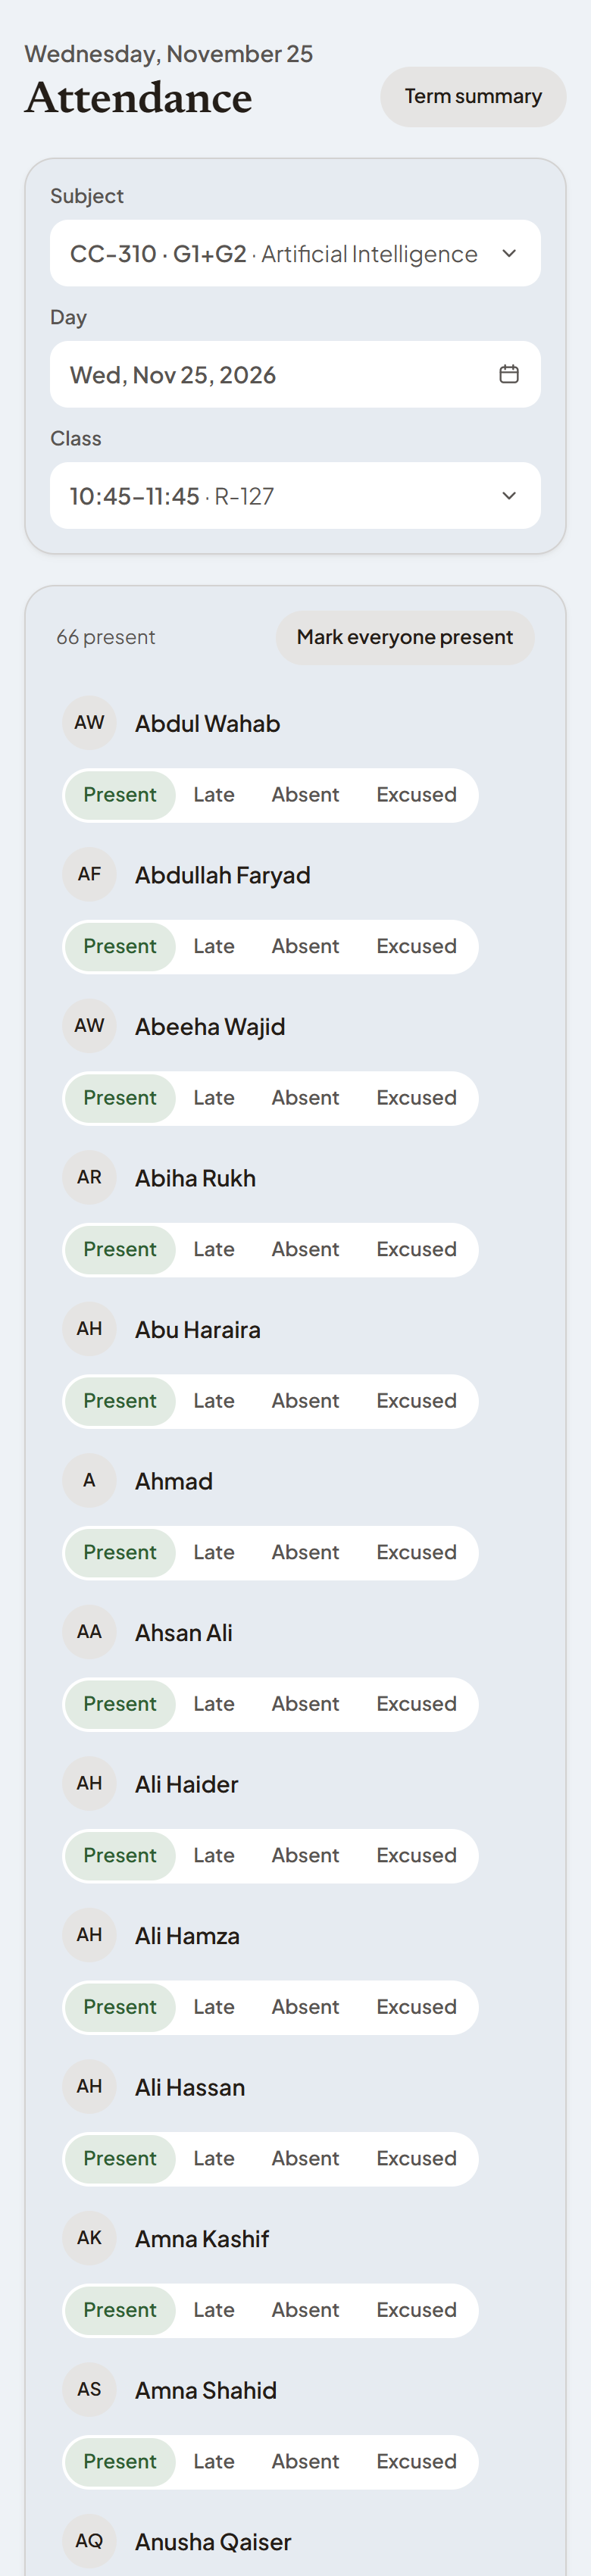 Wednesday, November 25
Attendance
Term summary
Subject
CC-310 · G1+G2 · Artificial Intelligence
Day
Wed, Nov 25, 2026
Class
10:45–11:45 · R-127
66 present
Mark everyone present
AW Abdul Wahab
Present Late Absent Excused
AF Abdullah Faryad
Present Late Absent Excused
AW Abeeha Wajid
Present Late Absent Excused
AR Abiha Rukh
Present Late Absent Excused
AH Abu Haraira
Present Late Absent Excused
A Ahmad
Present Late Absent Excused
AA Ahsan Ali
Present Late Absent Excused
AH Ali Haider
Present Late Absent Excused
AH Ali Hamza
Present Late Absent Excused
AH Ali Hassan
Present Late Absent Excused
AK Amna Kashif
Present Late Absent Excused
AS Amna Shahid
Present Late Absent Excused
AQ Anusha Qaiser